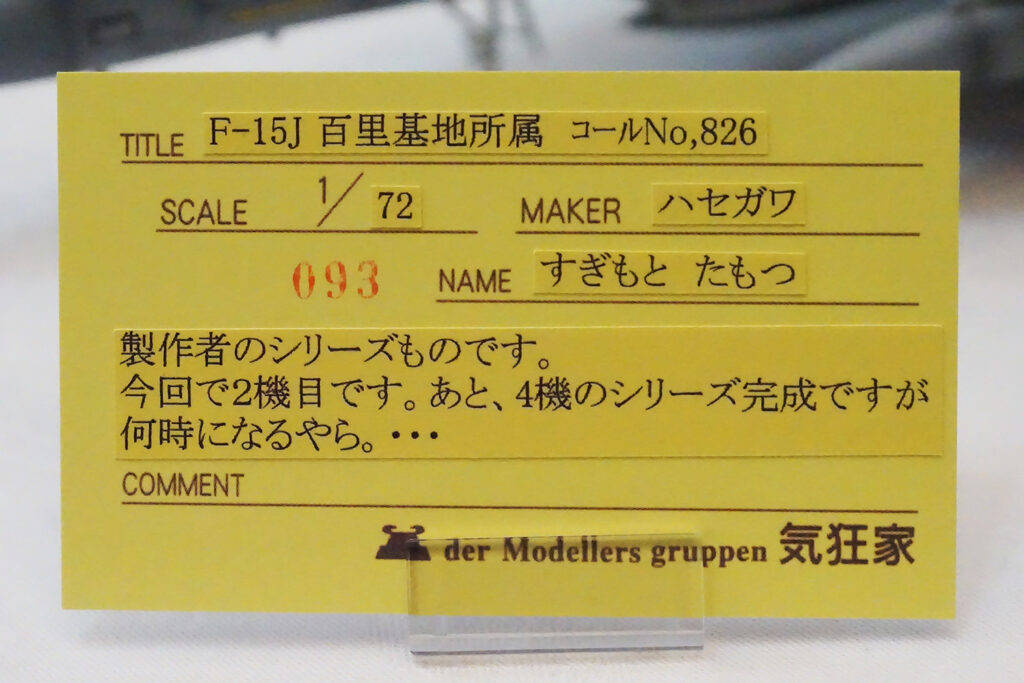 TITLE F-15J 百里基地所属 コールNo,826
SCALE 1/72 MAKER ハセガワ
093 NAME すぎもと たもつ
製作者のシリーズものです。
今回で2機目です。あと、4機のシリーズ完成ですが
何時になるやら。・・・
COMMENT
der Modellers gruppen 気狂家